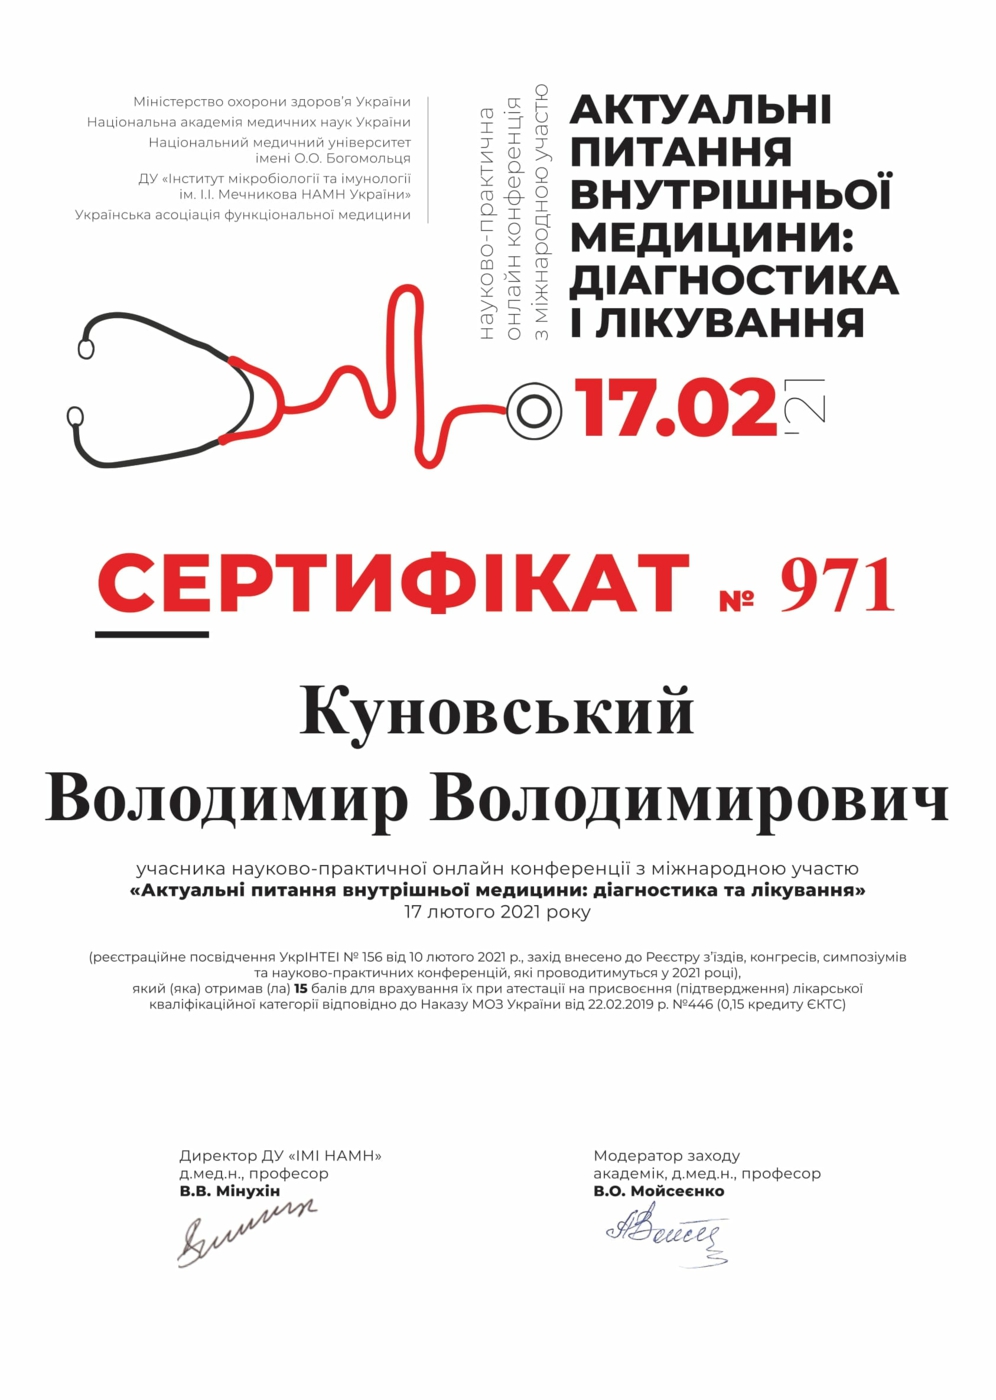 Міністерство охорони здоров’я України
Національна академія медичних наук України
Національний медичний університет
імені О.О. Богомольця
ДУ «Інститут мікробіології та імунології
ім. І.І. Мечникова НАМН України»
Українська асоціація функціональної медицини
науково-практична
онлайн конференція
з міжнародною участю
АКТУАЛЬНІ
ПИТАННЯ
ВНУТРІШНЬОЇ
МЕДИЦИНИ:
ДІАГНОСТИКА
І ЛІКУВАННЯ
17.02 '21
СЕРТИФІКАТ № 971
Куновський
Володимир Володимирович
учасника науково-практичної онлайн конференції з міжнародною участю
«Актуальні питання внутрішньої медицини: діагностика та лікування»
17 лютого 2021 року
(реєстраційне посвідчення УкрІНТЕІ № 156 від 10 лютого 2021 р., захід внесено до Реєстру з’їздів, конгресів, симпозіумів
та науково-практичних конференцій, які проводитимуться у 2021 році),
який (яка) отримав (ла) 15 балів для врахування їх при атестації на присвоєння (підтвердження) лікарської
кваліфікаційної категорії відповідно до Наказу МОЗ України від 22.02.2019 р. №446 (0,15 кредиту ЄКТС)
Директор ДУ «ІМІ НАМН»
д.мед.н., професор
В.В. Мінухін
Модератор заходу
академік, д.мед.н., професор
В.О. Мойсеєнко